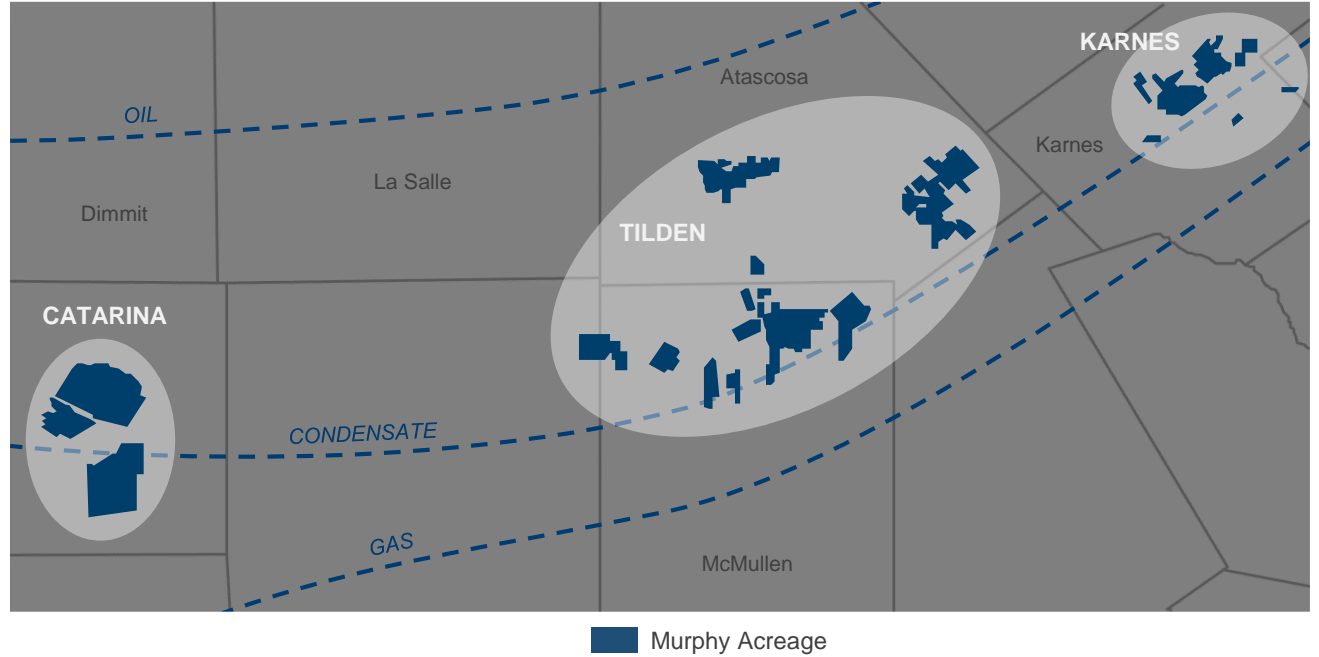 KARNES
Atascosa
OIL
Karnes
La Salle
Dimmit
TILDEN
CATARINA
CONDENSATE
GAS
McMullen
Murphy Acreage